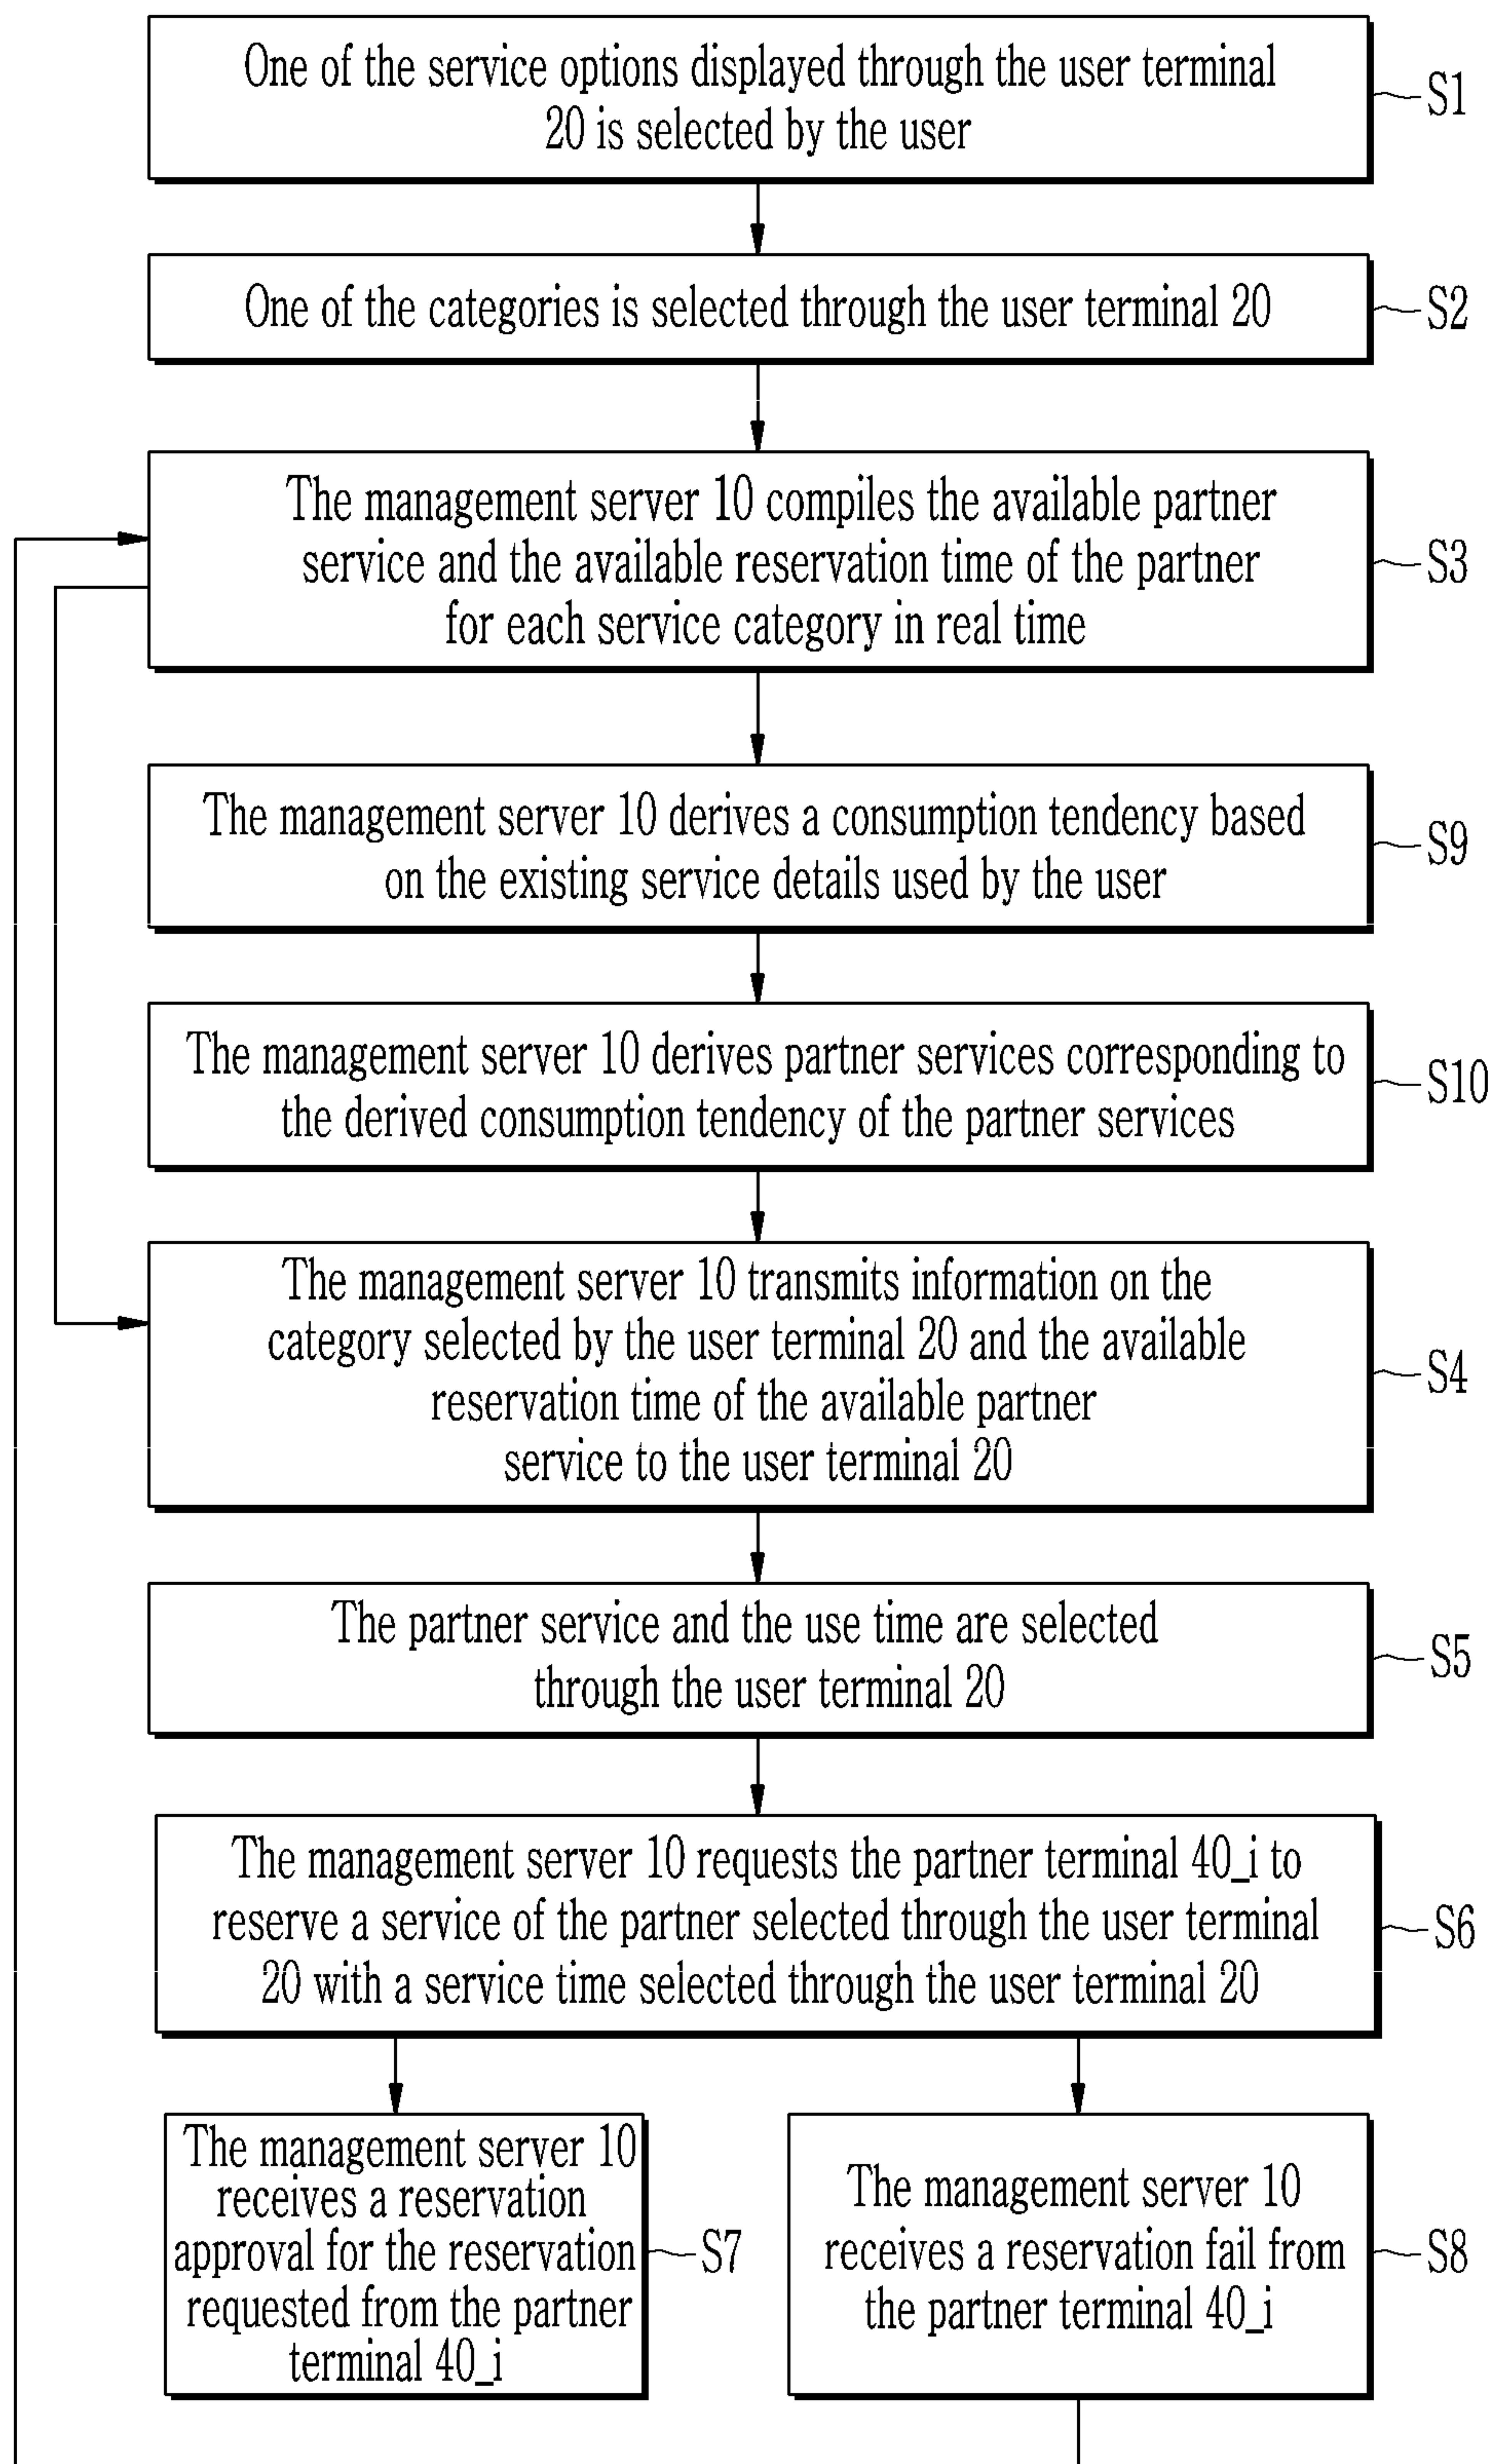 One of the service options displayed through the user terminal
20 is selected by the user
S1
One of the categories is selected through the user terminal 20
S2
The management server 10 compiles the available partner
service and the available reservation time of the partner
for each service category in real time
S3
The management server 10 derives a consumption tendency based
on the existing service details used by the user
S9
The management server 10 derives partner services corresponding to
the derived consumption tendency of the partner services
S10
The management server 10 transmits information on the
category selected by the user terminal 20 and the available
reservation time of the available partner
service to the user terminal 20
S4
The partner service and the use time are selected
through the user terminal 20
S5
The management server 10 requests the partner terminal 40_i to
reserve a service of the partner selected through the user terminal
20 with a service time selected through the user terminal 20
S6
The management server 10
receives a reservation
approval for the reservation
requested from the partner
terminal 40_i
S7
The management server 10
receives a reservation fail from
the partner terminal 40_i
S8